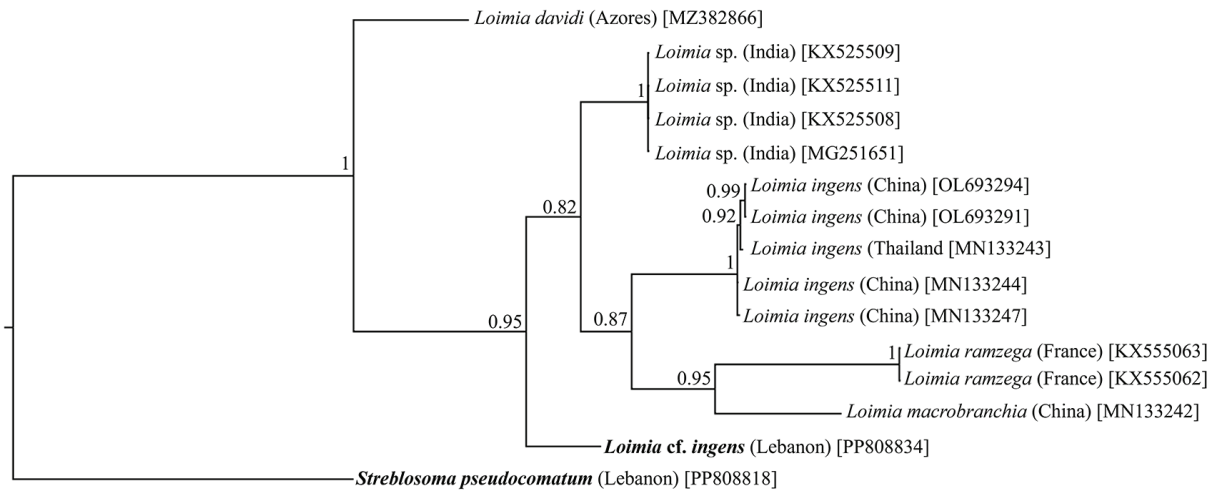 Loimia davidi (Azores) [MZ382866]
Loimia sp. (India) [KX525509]
Loimia sp. (India) [KX525511]
1
Loimia sp. (India) [KX525508]
Loimia sp. (India) [MG251651]
1
Loimia ingens (China) [OL693294]
0.99
0.82
0.92
Loimia ingens (China) [OL693291]
Loimia ingens (Thailand [MN133243]
1
Loimia ingens (China) [MN133244]
Loimia ingens (China) [MN133247]
0.95
0.87
1
Loimia ramzega (France) [KX555063]
Loimia ramzega (France) [KX555062]
0.95
Loimia macrobranchia (China) [MN133242]
Loimia cf. ingens (Lebanon) [PP808834]
Streblosoma pseudocomatum (Lebanon) [PP808818]